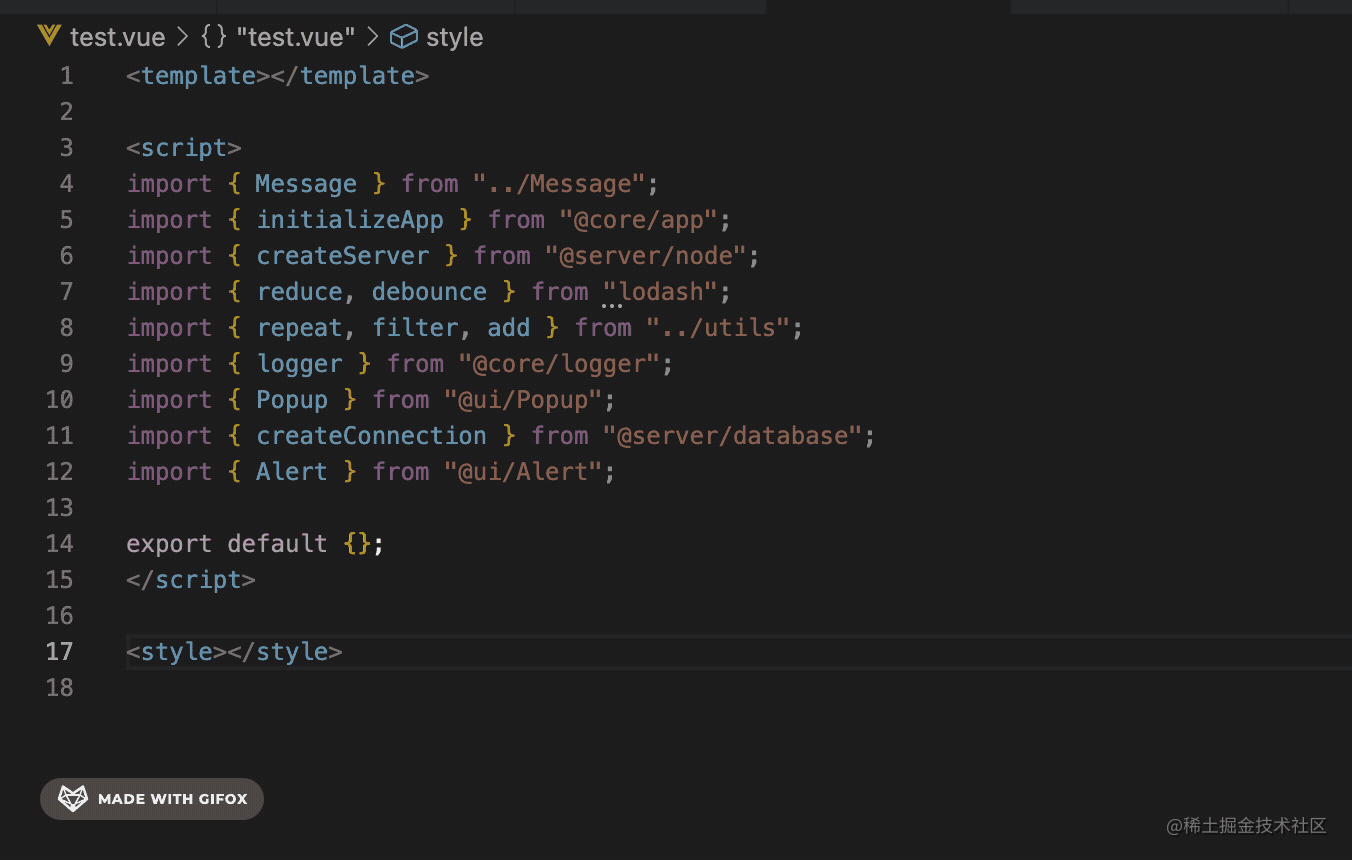 test.vue > {} "test.vue" > style
1 <template></template>
2
3 <script>
4 import { Message } from "../Message";
5 import { initializeApp } from "@core/app";
6 import { createServer } from "@server/node";
7 import { reduce, debounce } from "lodash";
8 import { repeat, filter, add } from "../utils";
9 import { logger } from "@core/logger";
10 import { Popup } from "@ui/Popup";
11 import { createConnection } from "@server/database";
12 import { Alert } from "@ui/Alert";
13
14 export default {};
15 </script>
16
17 <style></style>
18
MADE WITH GIFOX
@稀土掘金技术社区